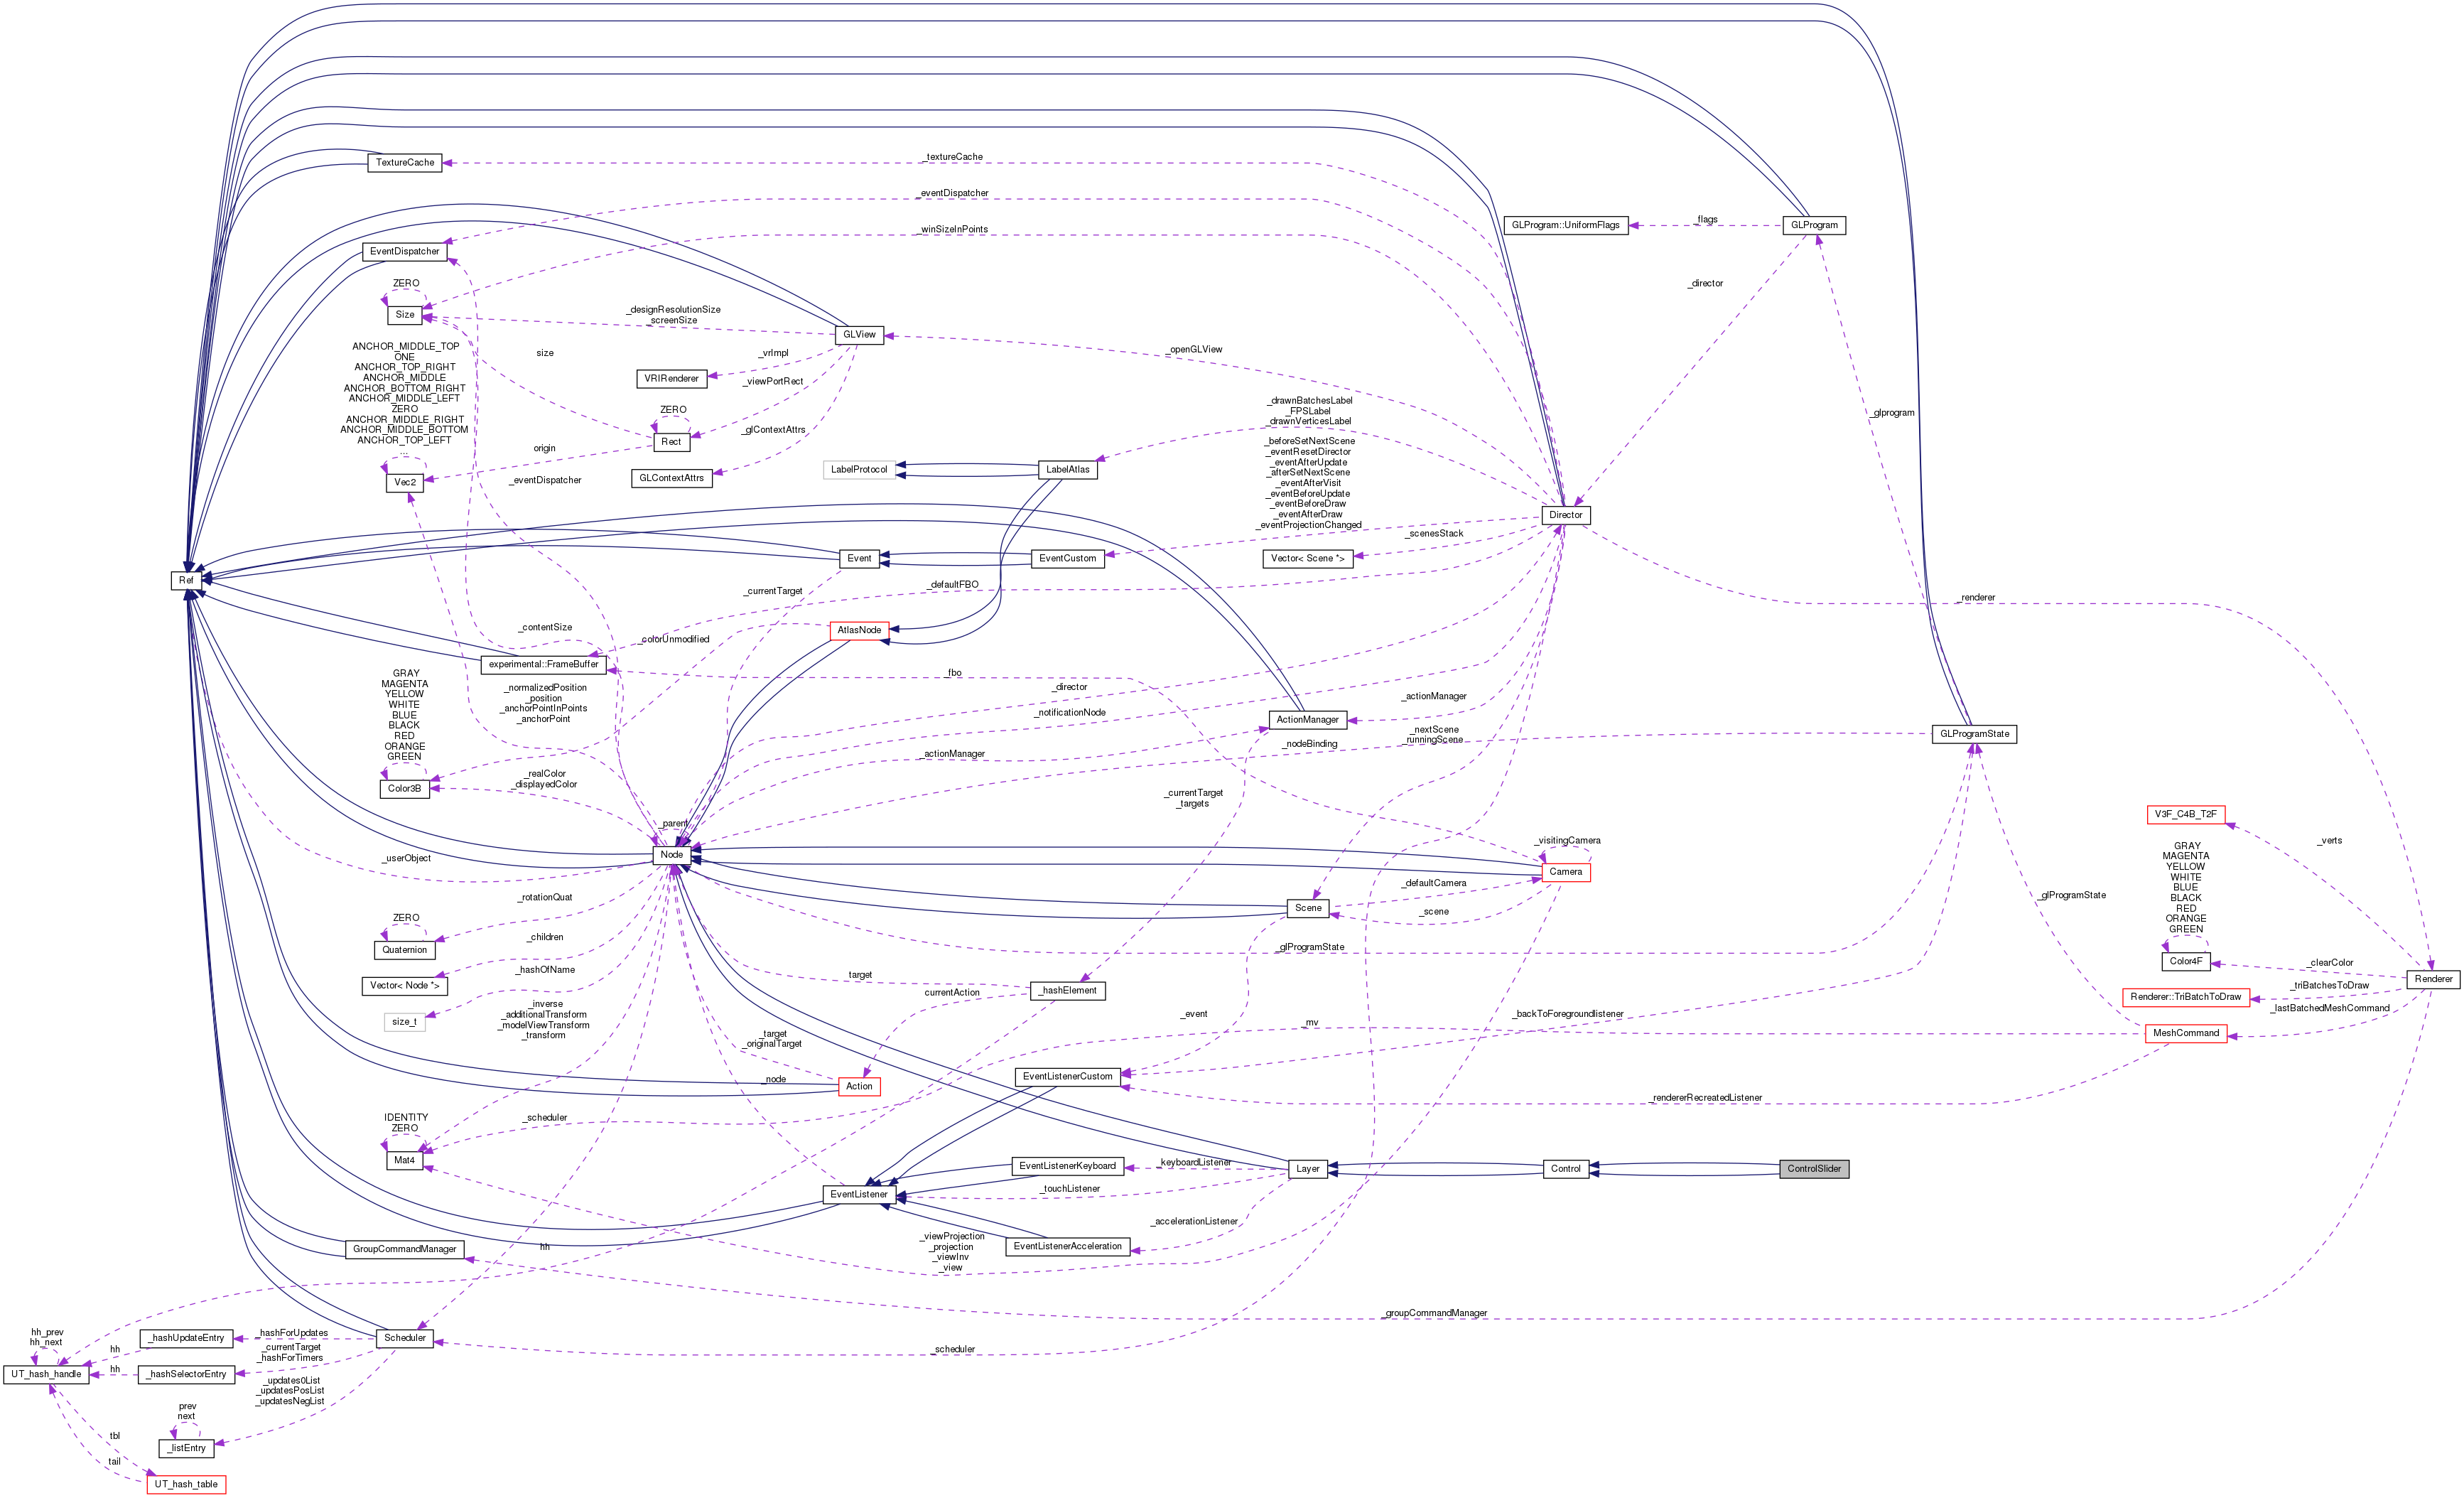 TextureCache
_textureCache
_eventDispatcher
_winSizeInPoints
GLProgram::UniformFlags
_flags
GLProgram
EventDispatcher
ZERO
Size
_designResolutionSize
_screenSize
GLView
_director
_openGLView
size
_vrImpl
VRIRenderer
_viewPortRect
ANCHOR_MIDDLE_TOP
ONE
ANCHOR_TOP_RIGHT
ANCHOR_MIDDLE
ANCHOR_BOTTOM_RIGHT
ANCHOR_MIDDLE_LEFT
ZERO
ANCHOR_MIDDLE_RIGHT
ANCHOR_MIDDLE_BOTTOM
ANCHOR_TOP_LEFT
...
Vec2
ZERO
Rect
origin
_glContextAttrs
GLContextAttrs
_drawnBatchesLabel
_FPSLabel
_drawnVerticesLabel
_glprogram
LabelProtocol
LabelAtlas
_beforeSetNextScene
_eventResetDirector
_eventAfterUpdate
_afterSetNextScene
_eventAfterVisit
_eventBeforeUpdate
_eventBeforeDraw
_eventAfterDraw
_eventProjectionChanged
_eventDispatcher
Director
_scenesStack
Vector< Scene *>
Ref
Event
EventCustom
_currentTarget
_defaultFBO
_renderer
_contentSize
_colorUnmodified
AtlasNode
experimental::FrameBuffer
_fbo
GRAY
MAGENTA
YELLOW
WHITE
BLUE
BLACK
RED
ORANGE
GREEN
Color3B
_normalizedPosition
_position
_anchorPointInPoints
_anchorPoint
_director
_notificationNode
_actionManager
ActionManager
_nextScene
_runningScene
GLProgramState
_nodeBinding
_actionManager
_realColor
_displayedColor
_currentTarget
_targets
_parent
Node
_userObject
_visitingCamera
Camera
V3F_C4B_T2F
_verts
GRAY
MAGENTA
YELLOW
WHITE
BLUE
BLACK
RED
ORANGE
GREEN
Color4F
_glProgramState
_defaultCamera
Scene
_scene
_rotationQuat
ZERO
Quaternion
_children
_glProgramState
_clearColor
Renderer
Vector< Node *>
_hashOfName
target
currentAction
_hashElement
_triBatchesToDraw
Renderer::TriBatchToDraw
_lastBatchedMeshCommand
size_t
_inverse
_additionalTransform
_modelViewTransform
_transform
_event
_mv
_backToForegroundlistener
MeshCommand
_target
_originalTarget
_node
Action
EventListenerCustom
_rendererRecreatedListener
IDENTITY
ZERO
Mat4
_scheduler
EventListenerKeyboard
_keyboardListener
Layer
Control
ControlSlider
EventListener
_touchListener
_accelerationListener
EventListenerAcceleration
GroupCommandManager
hh
_viewProjection
_projection
_viewInv
_view
_groupCommandManager
hh_prev
hh_next
UT_hash_handle
_hashUpdateEntry
_hashForUpdates
Scheduler
_scheduler
hh
_currentTarget
_hashForTimers
hh
_hashSelectorEntry
_updates0List
_updatesPosList
_updatesNegList
prev
next
_listEntry
tbl
tail
UT_hash_table